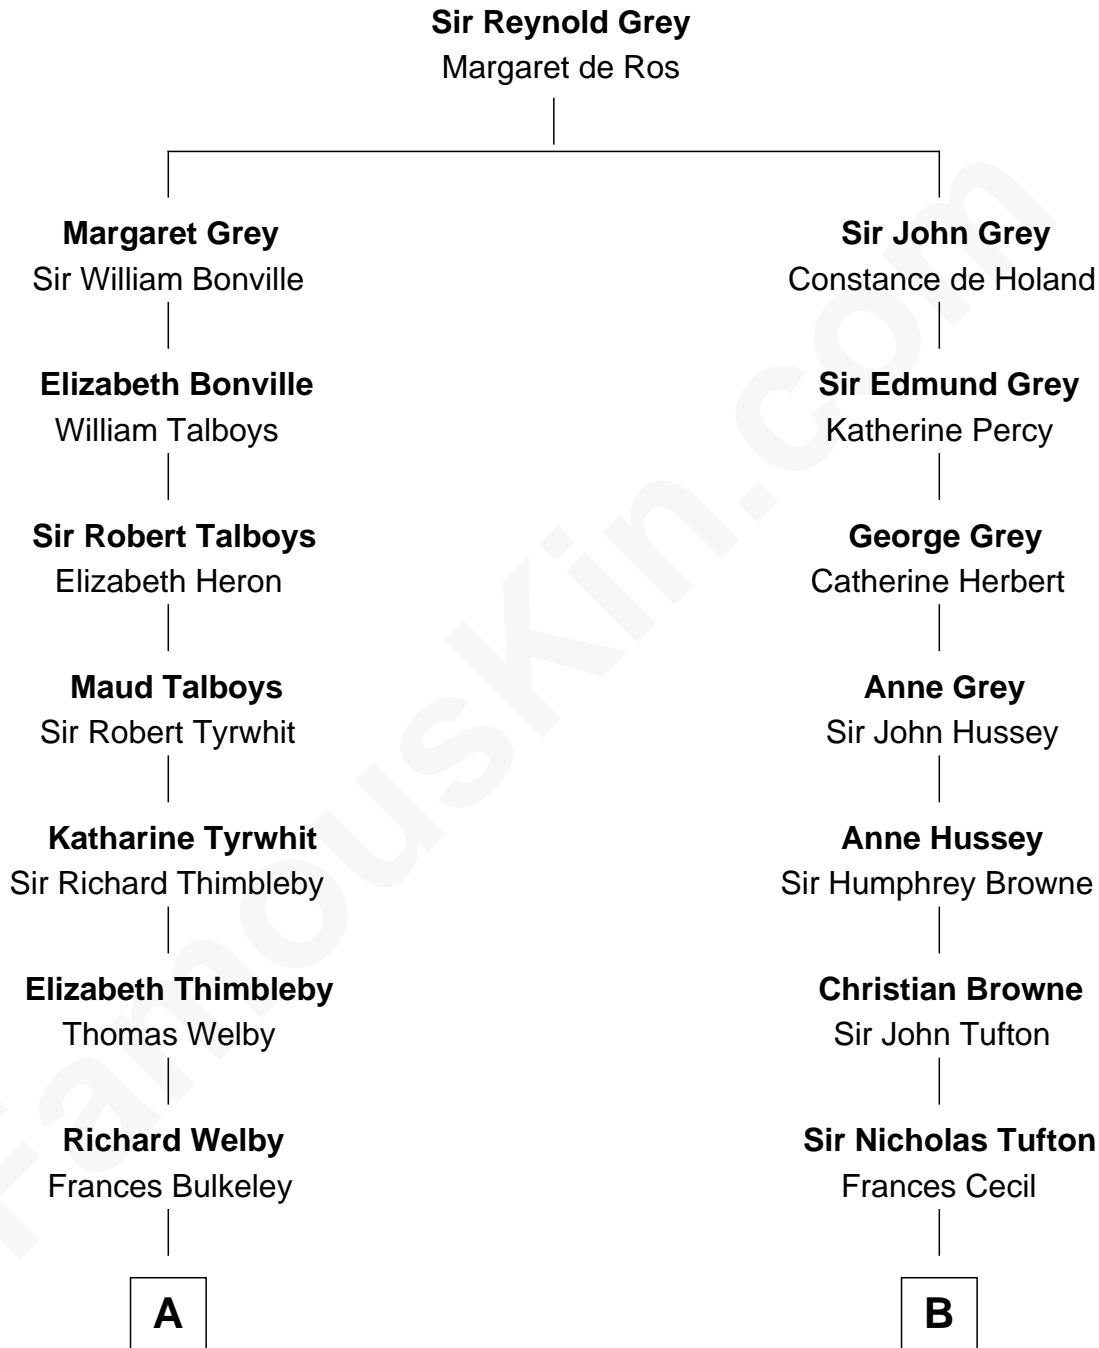 Sir Reynold Grey
Margaret de Ros
Margaret Grey
Sir William Bonville
Elizabeth Bonville
William Talboys
Sir Robert Talboys
Elizabeth Heron
Maud Talboys
Sir Robert Tyrwhit
Katharine Tyrwhit
Sir Richard Thimbleby
Elizabeth Thimbleby
Thomas Welby
Richard Welby
Frances Bulkeley
A
Sir John Grey
Constance de Holand
Sir Edmund Grey
Katherine Percy
George Grey
Catherine Herbert
Anne Grey
Sir John Hussey
Anne Hussey
Sir Humphrey Browne
Christian Browne
Sir John Tufton
Sir Nicholas Tufton
Frances Cecil
B
FamousKin.com